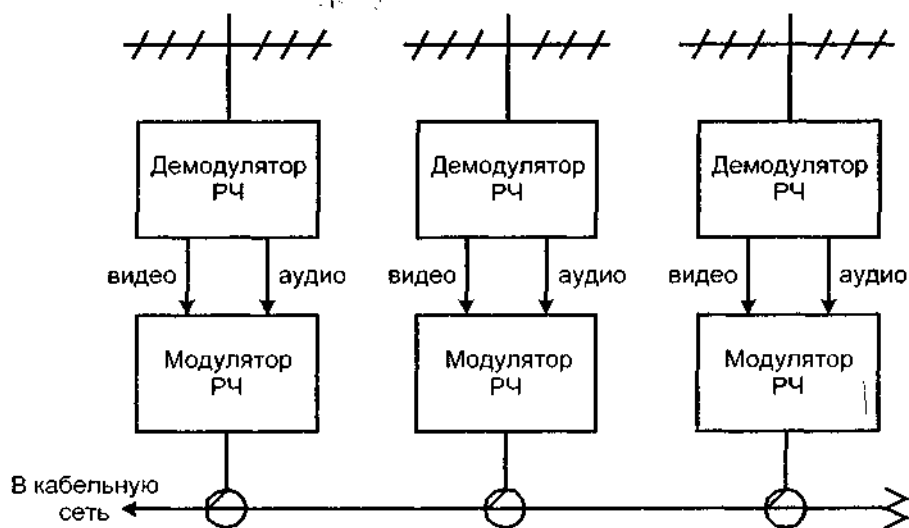 Демодулятор
РЧ
Демодулятор
РЧ
Демодулятор
РЧ
видео
аудио
видео
аудио
видео
аудио
Модулятор
РЧ
Модулятор
РЧ
Модулятор
РЧ
В кабельную
сеть